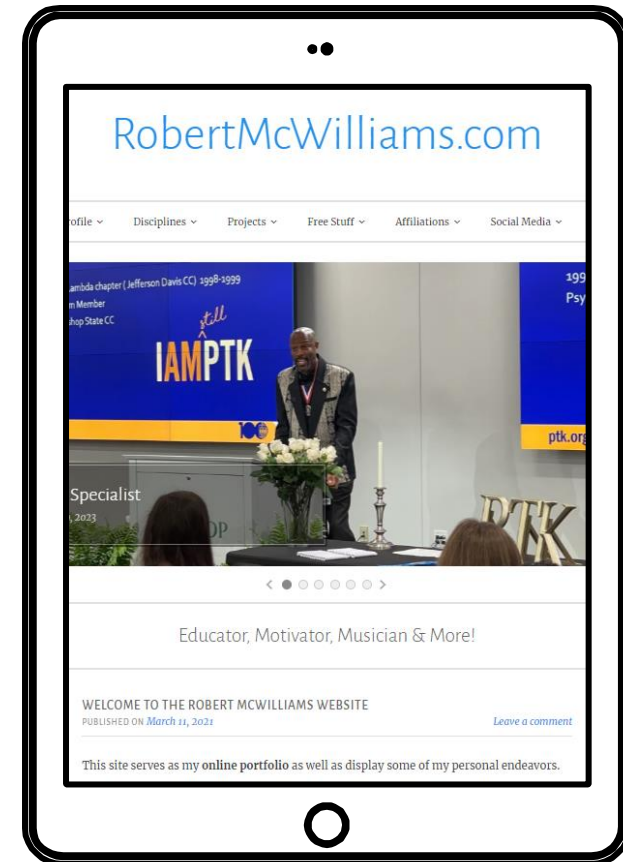 RobertMcWilliams.com
ofile Disciplines Projects Free Stuff Affiliations Social Media
ambda chapter (Jefferson Davis CC) 1998-1999
Member
hop State CC
still
IAMPTK
100
199
Psy
ptk.org
Specialist
, 2023
OP
PTK
Educator, Motivator, Musician & More!
WELCOME TO THE ROBERT MCWILLIAMS WEBSITE
PUBLISHED ON March 11, 2021 Leave a comment
This site serves as my online portfolio as well as display some of my personal endeavors.